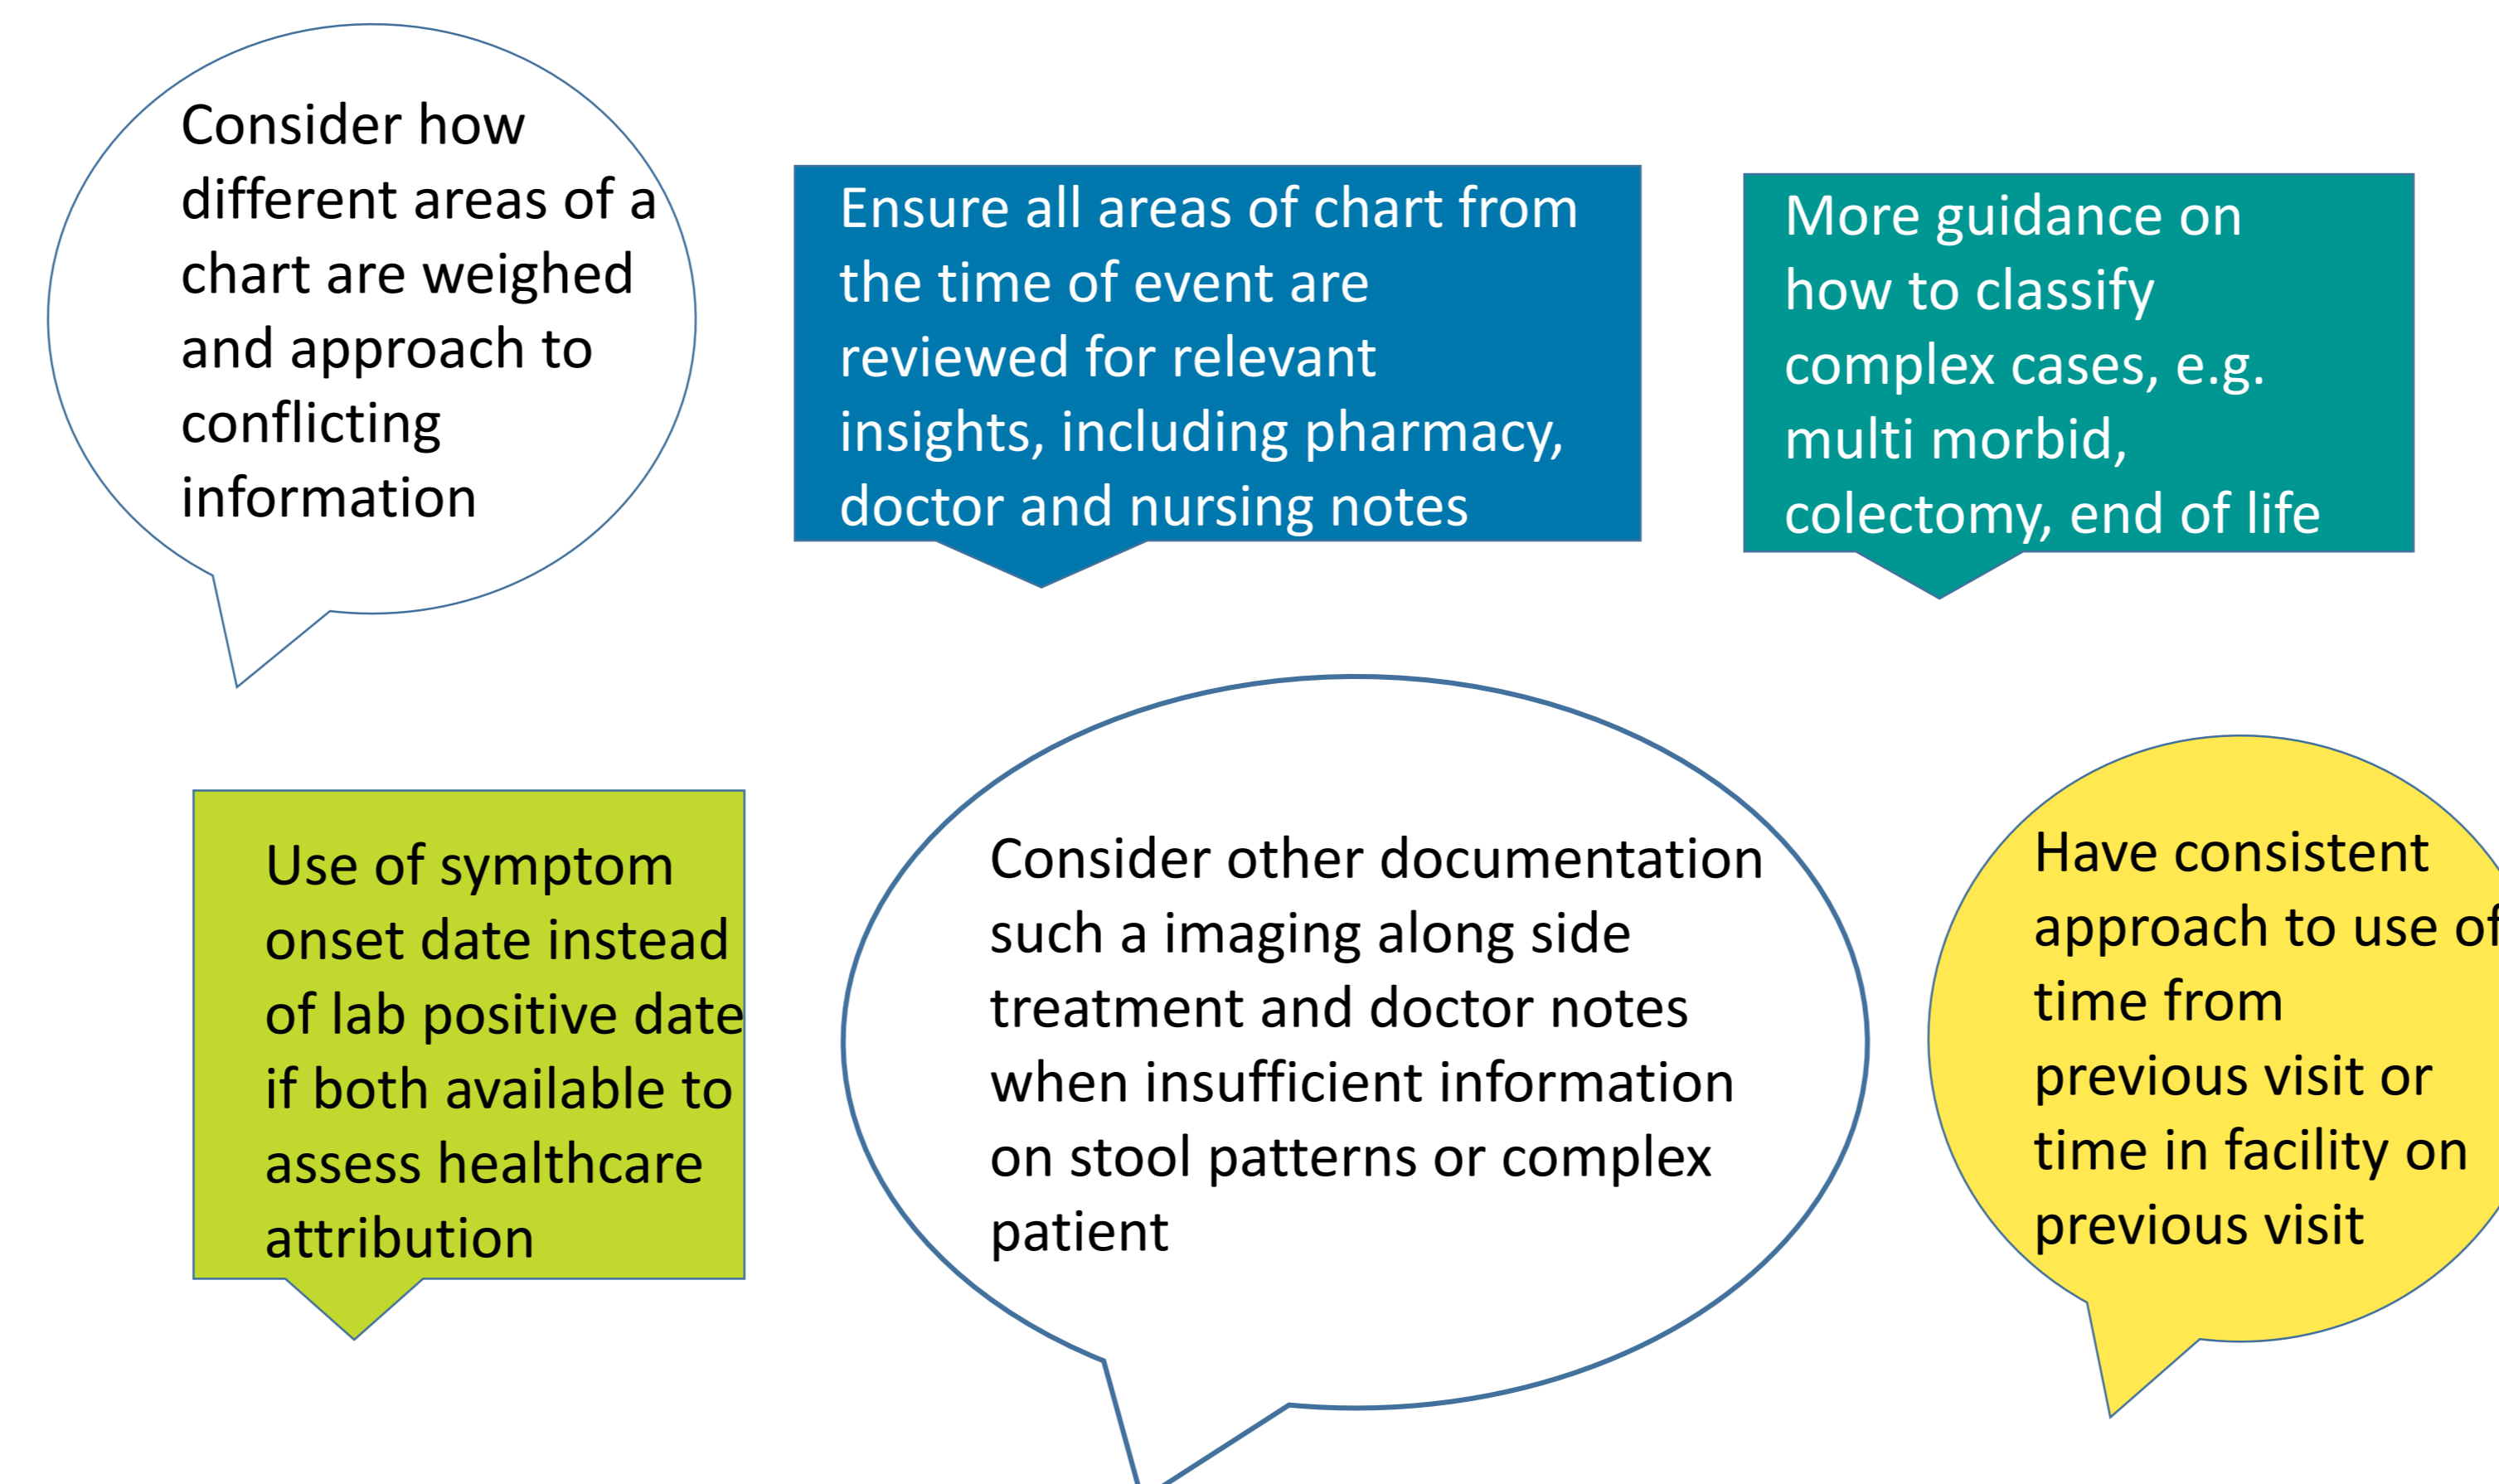 Consider how
different areas of a
chart are weighed
and approach to
conflicting
information
Ensure all areas of chart from
the time of event are
reviewed for relevant
insights, including pharmacy,
doctor and nursing notes
More guidance on
how to classify
complex cases, e.g.
multi morbid,
colectomy, end of life
Use of symptom
onset date instead
of lab positive date
if both available to
assess healthcare
attribution
Consider other documentation
such a imaging along side
treatment and doctor notes
when insufficient information
on stool patterns or complex
patient
Have consistent
approach to use of
time from
previous visit or
time in facility on
previous visit